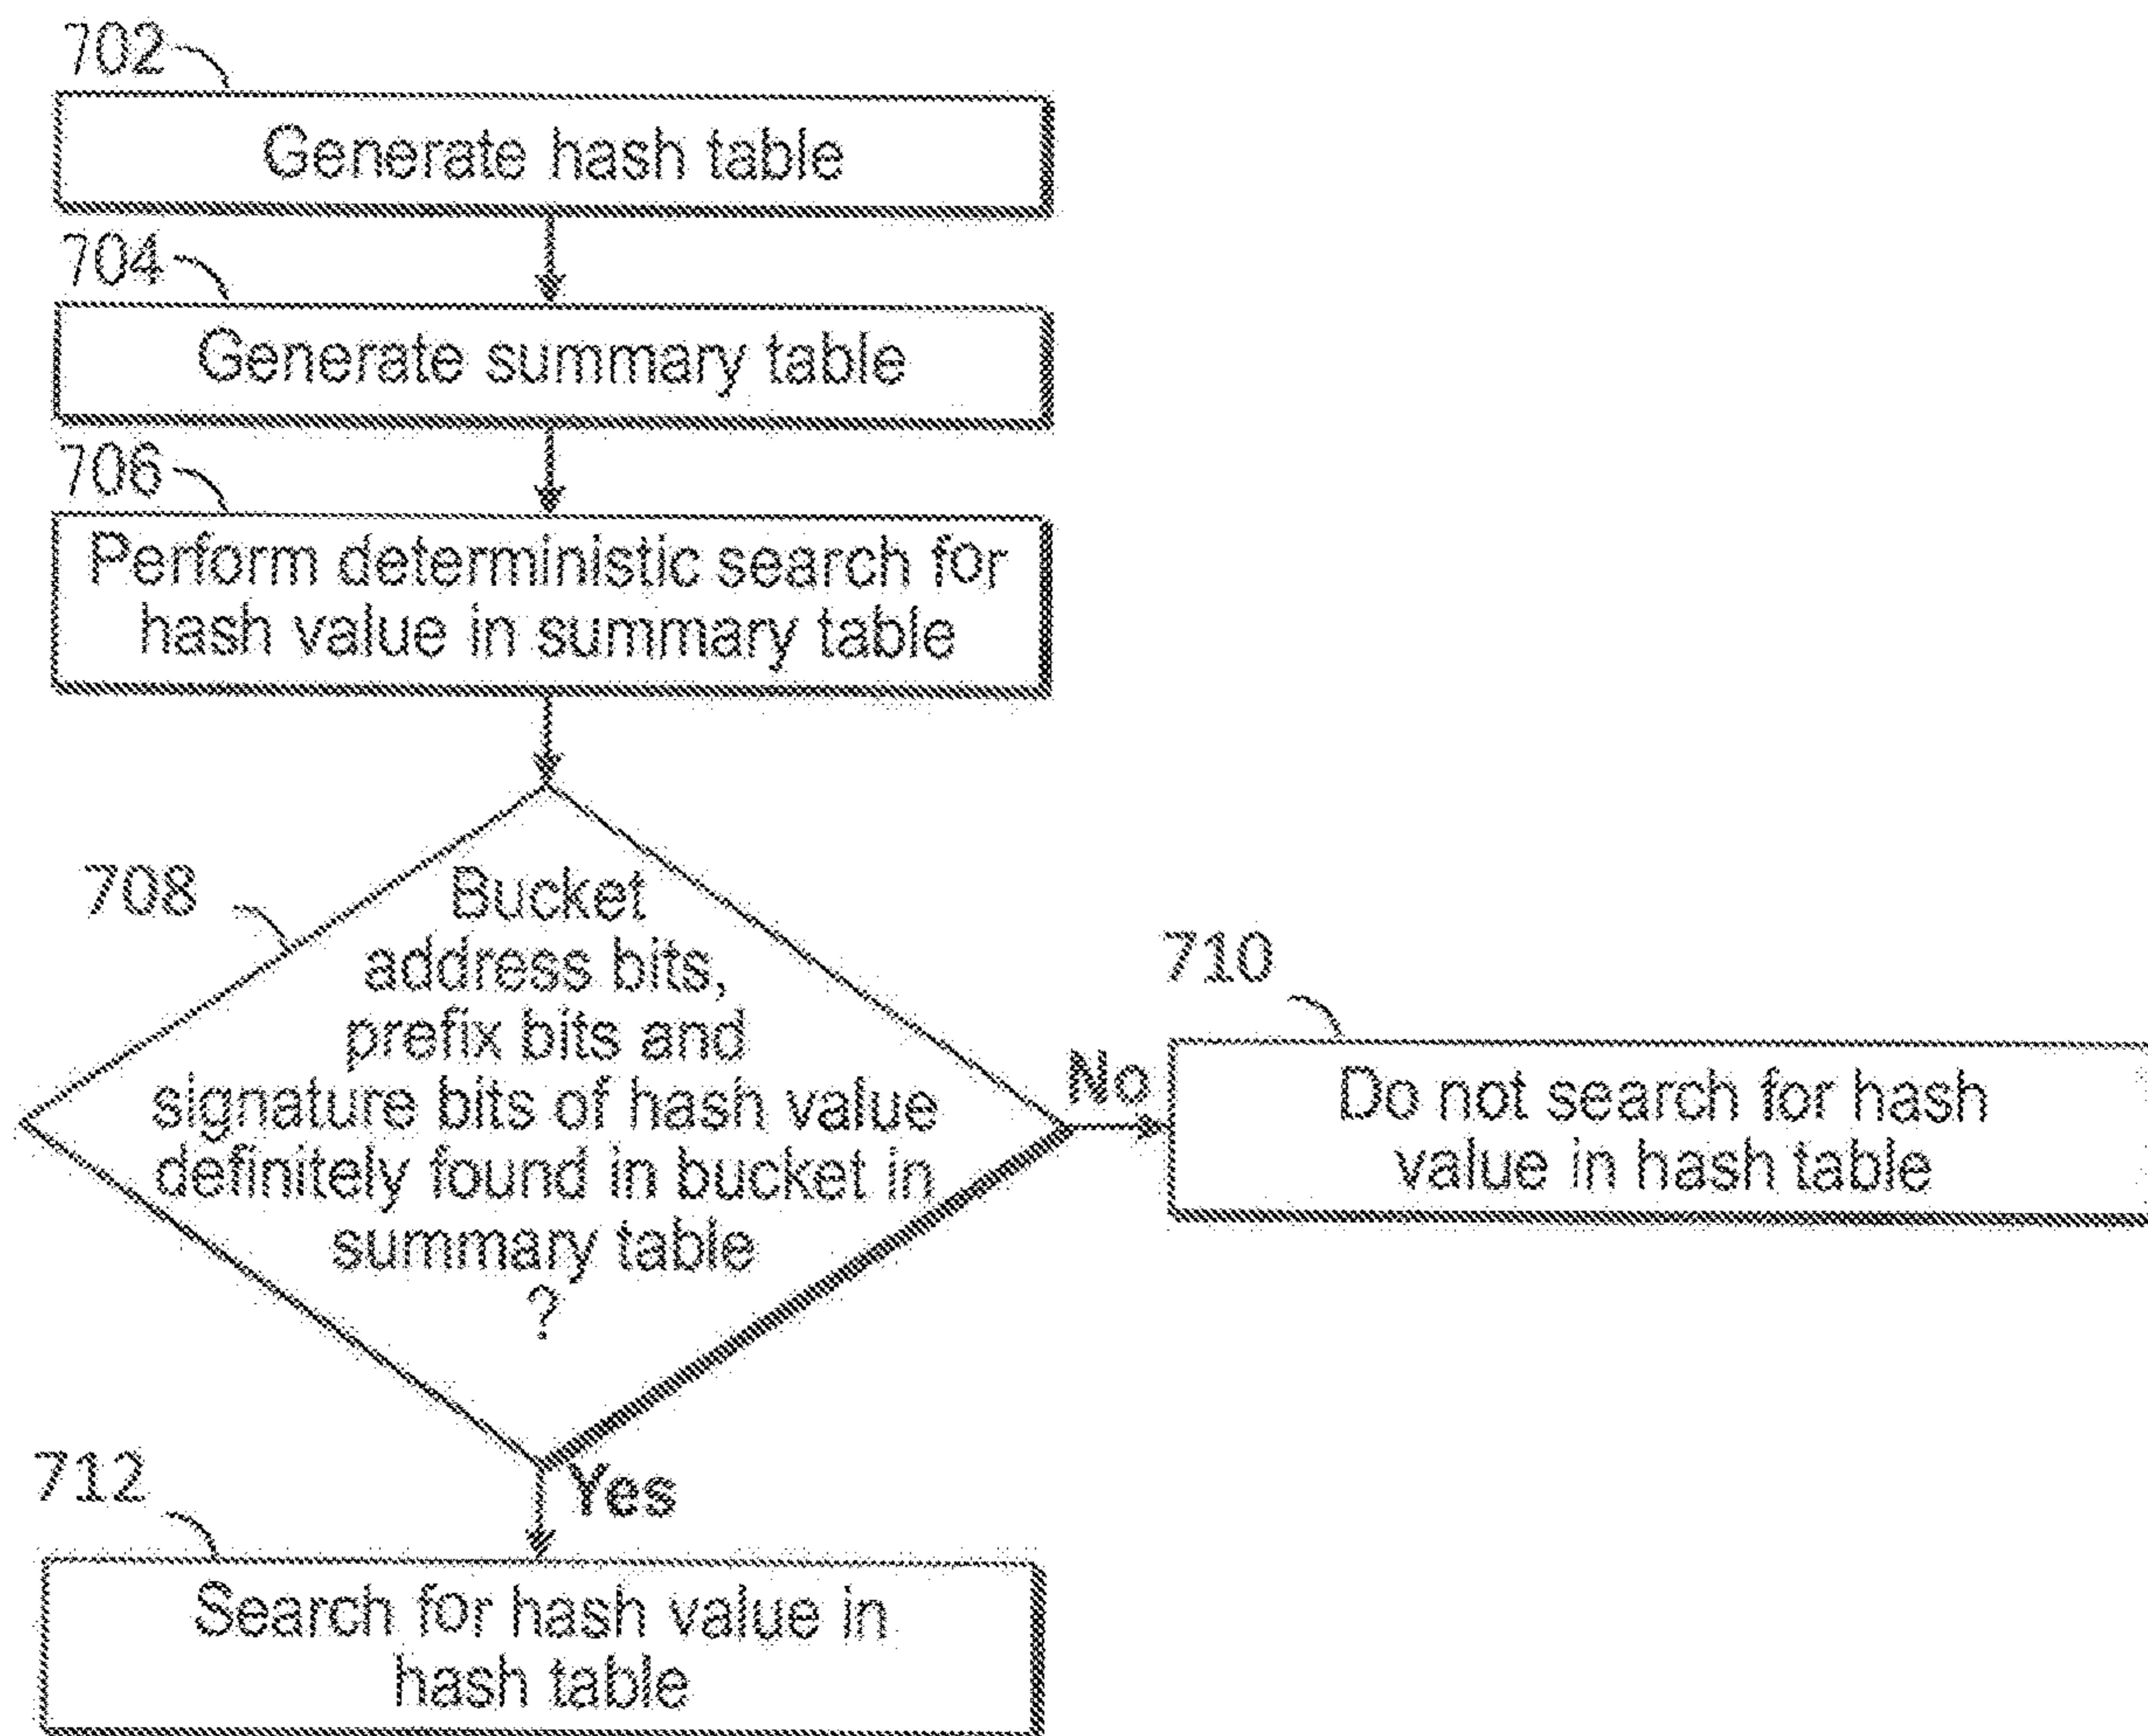 702
Generate hash table
704
Generate summary table
706
Perform deterministic search for
hash value in summary table
708
Bucket
address bits,
prefix bits and
signature bits of hash value
definitely found in bucket in
summary table
?
No
710
Do not search for hash
value in hash table
Yes
712
Search for hash value in
hash table